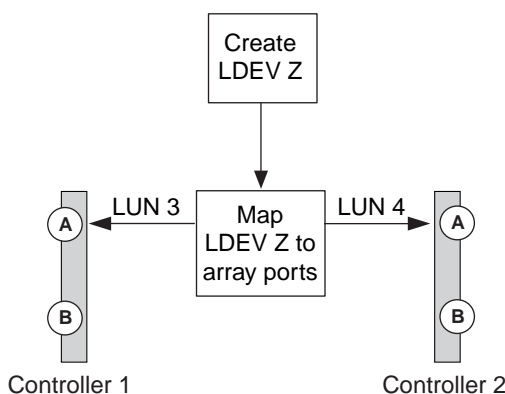 Create
LDEV Z
LUN 3
Map
LDEV Z to
array ports
LUN 4
A
A
B
B
Controller 1
Controller 2